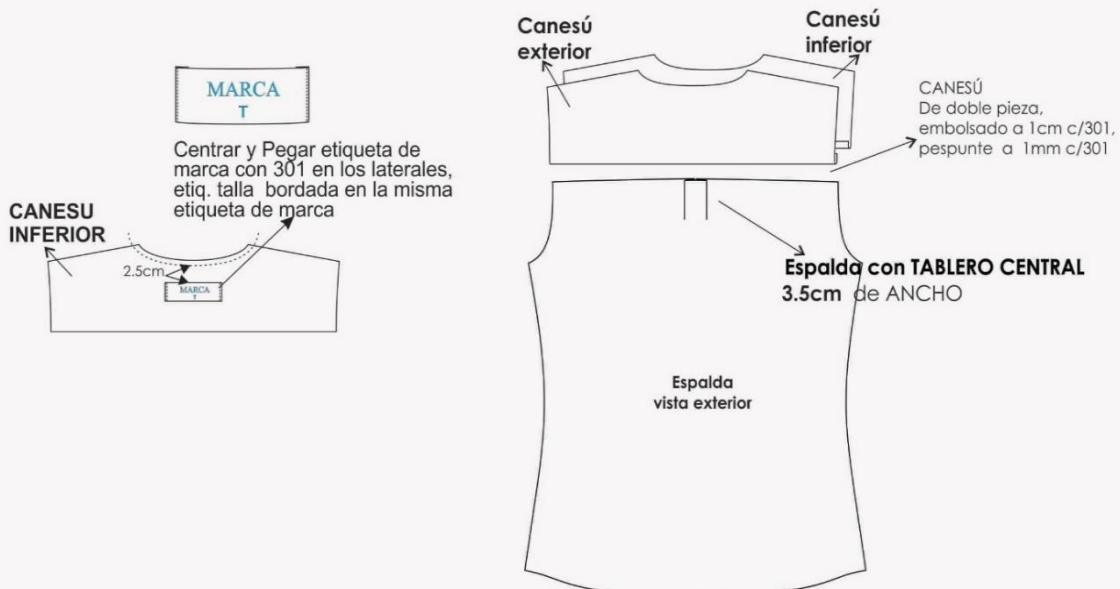 MARCA
T
Centrar y Pegar etiqueta de
marca con 301 en los laterales,
etiq. talla bordada en la misma
etiqueta de marca
CANESU
INFERIOR
2.5cm
MARCA
T
Canesú
exterior
Canesú
inferior
CANESÚ
De doble pieza,
embolsado a 1cm c/301,
pespunte a 1mm c/301
Espalda con TABLERO CENTRAL
3.5cm de ANCHO
Espalda
vista exterior